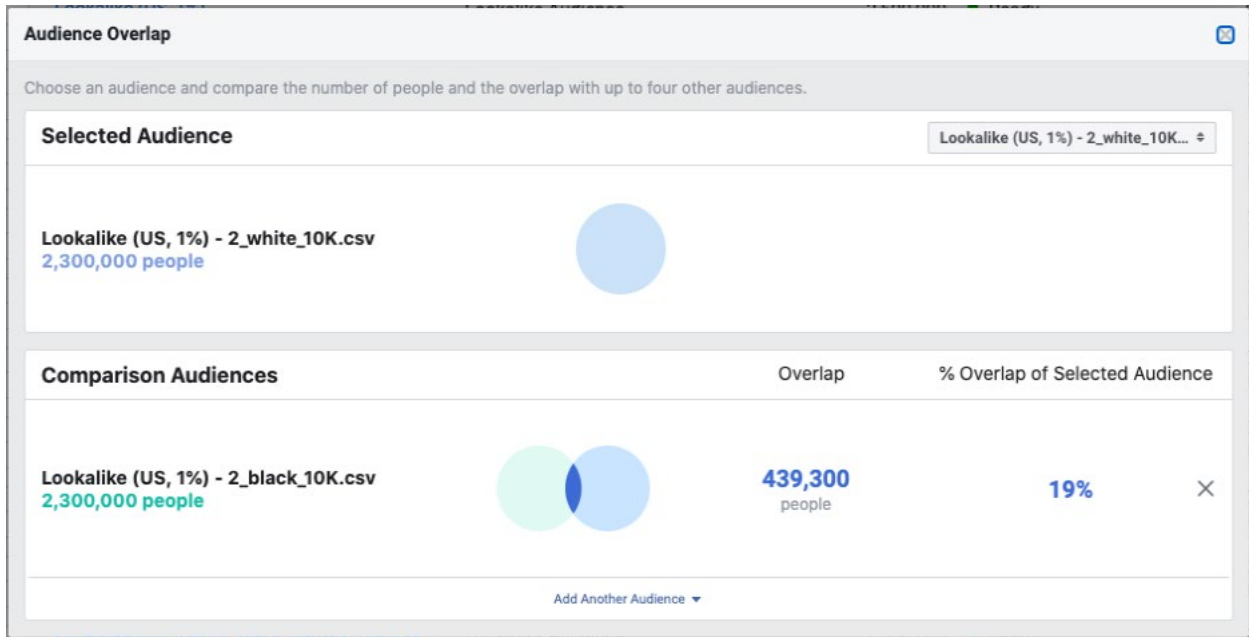 Audience Overlap
Choose an audience and compare the number of people and the overlap with up to four other audiences.
Selected Audience
Lookalike (US, 1%) - 2_white_10K...
Lookalike (US, 1%) - 2_white_10K.csv
2,300,000 people
Comparison Audiences Overlap % Overlap of Selected Audience
Lookalike (US, 1%) - 2_black_10K.csv
2,300,000 people
439,300
people
19%
Add Another Audience